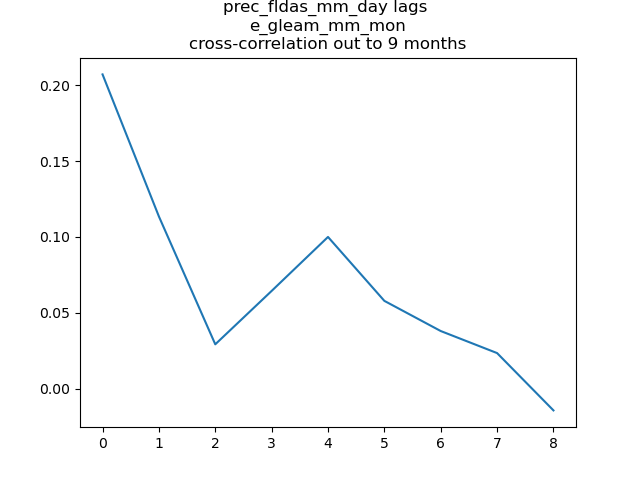 prec_fldas_mm_day lags
e_gleam_mm_mon
cross-correlation out to 9 months
0.20
0.15
0.10
0.05
0.00
0 1 2 3 4 5 6 7 8